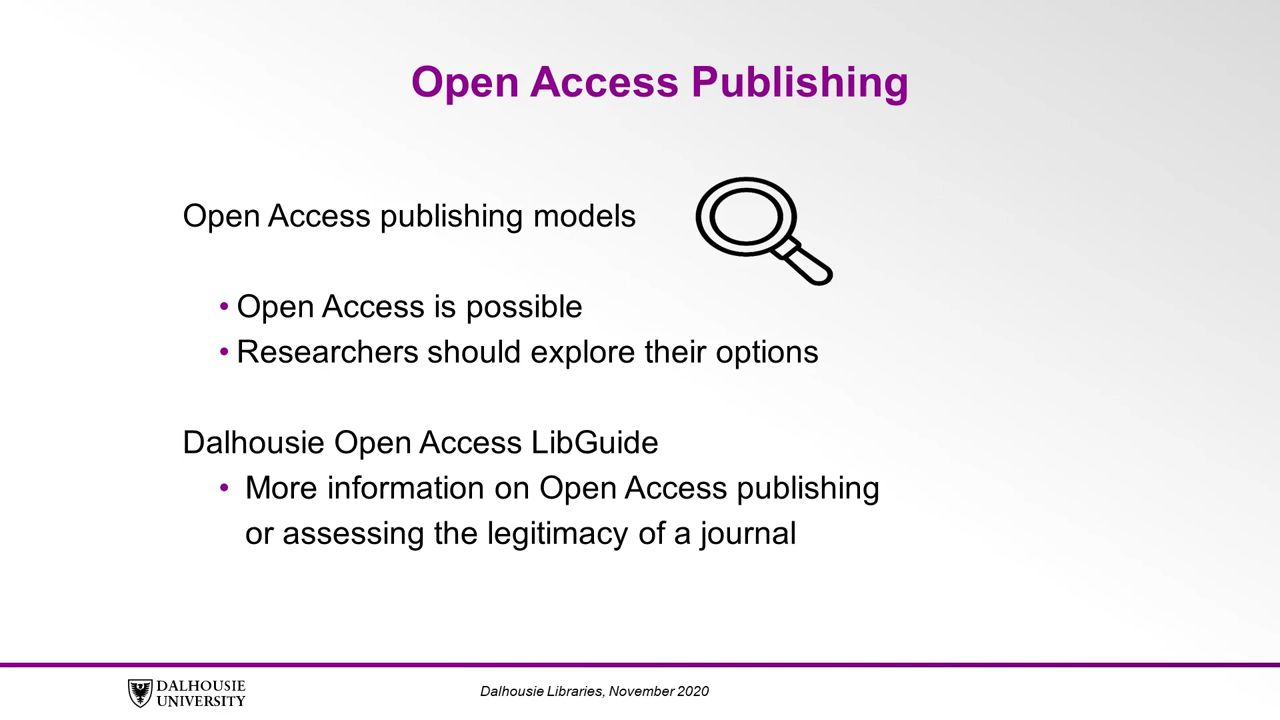 Open Access Publishing
Open Access publishing models
• Open Access is possible
• Researchers should explore their options
Dalhousie Open Access LibGuide
• More information on Open Access publishing
or assessing the legitimacy of a journal
DALHOUSIE
UNIVERSITY
Dalhousie Libraries, November 2020